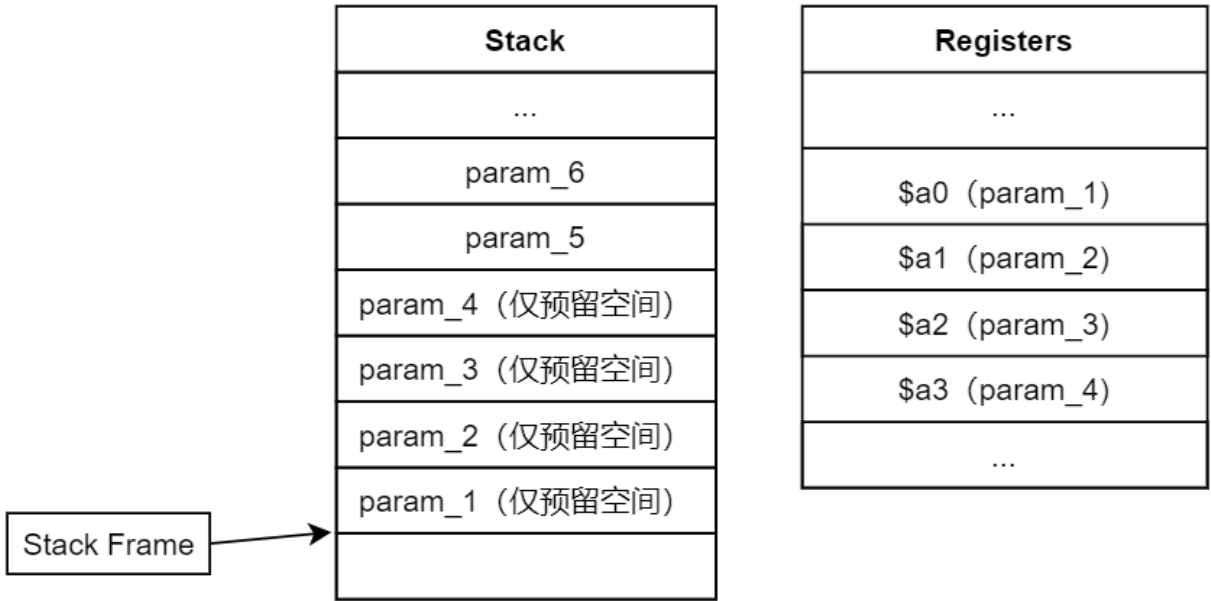 Stack
...
param_6
param_5
param_4（仅预留空间）
param_3（仅预留空间）
param_2（仅预留空间）
param_1（仅预留空间）
Stack Frame
Registers
...
$a0（param_1)
$a1（param_2)
$a2（param_3)
$a3（param_4)
...